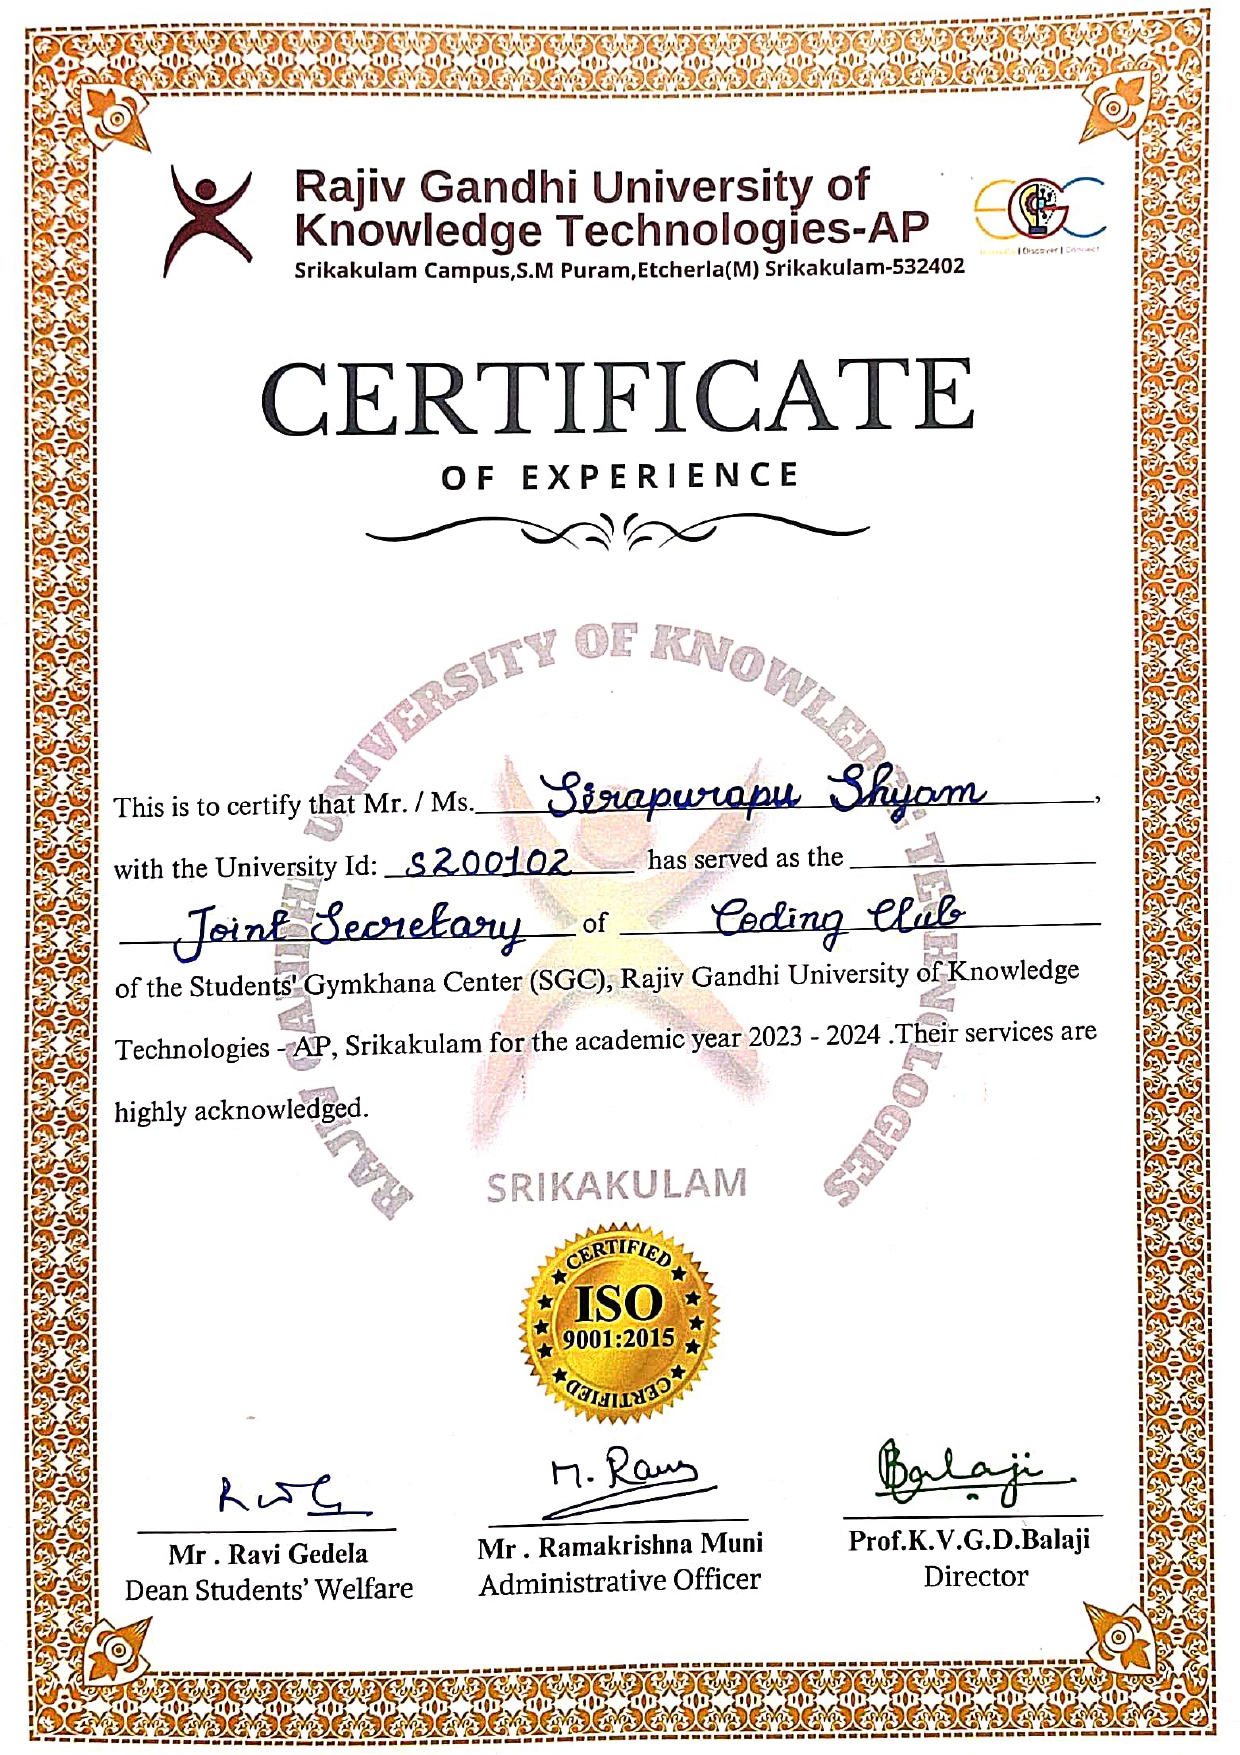 Rajiv Gandhi University of
Knowledge Technologies-AP
Srikakulam Campus,S.M Puram,Etcherla(M) Srikakulam-532402
| Discover | Connect
CERTIFICATE
OF EXPERIENCE
RAJIV GANDHI UNIVERSITY OF KNOWLEDGE TECHNOLOGIES
This is to certify that Mr. / Ms. Sirapurapu Shyam,
with the University Id: S200102 has served as the
Joint Secretary of Coding Club
of the Students' Gymkhana Center (SGC), Rajiv Gandhi University of Knowledge
Technologies - AP, Srikakulam for the academic year 2023 - 2024 .Their services are
highly acknowledged.
SRIKAKULAM
CERTIFIED
ISO
9001:2015
CERTIFIED
M. Ramu
Balaji
Mr . Ravi Gedela
Dean Students' Welfare
Mr . Ramakrishna Muni
Administrative Officer
Prof.K.V.G.D.Balaji
Director